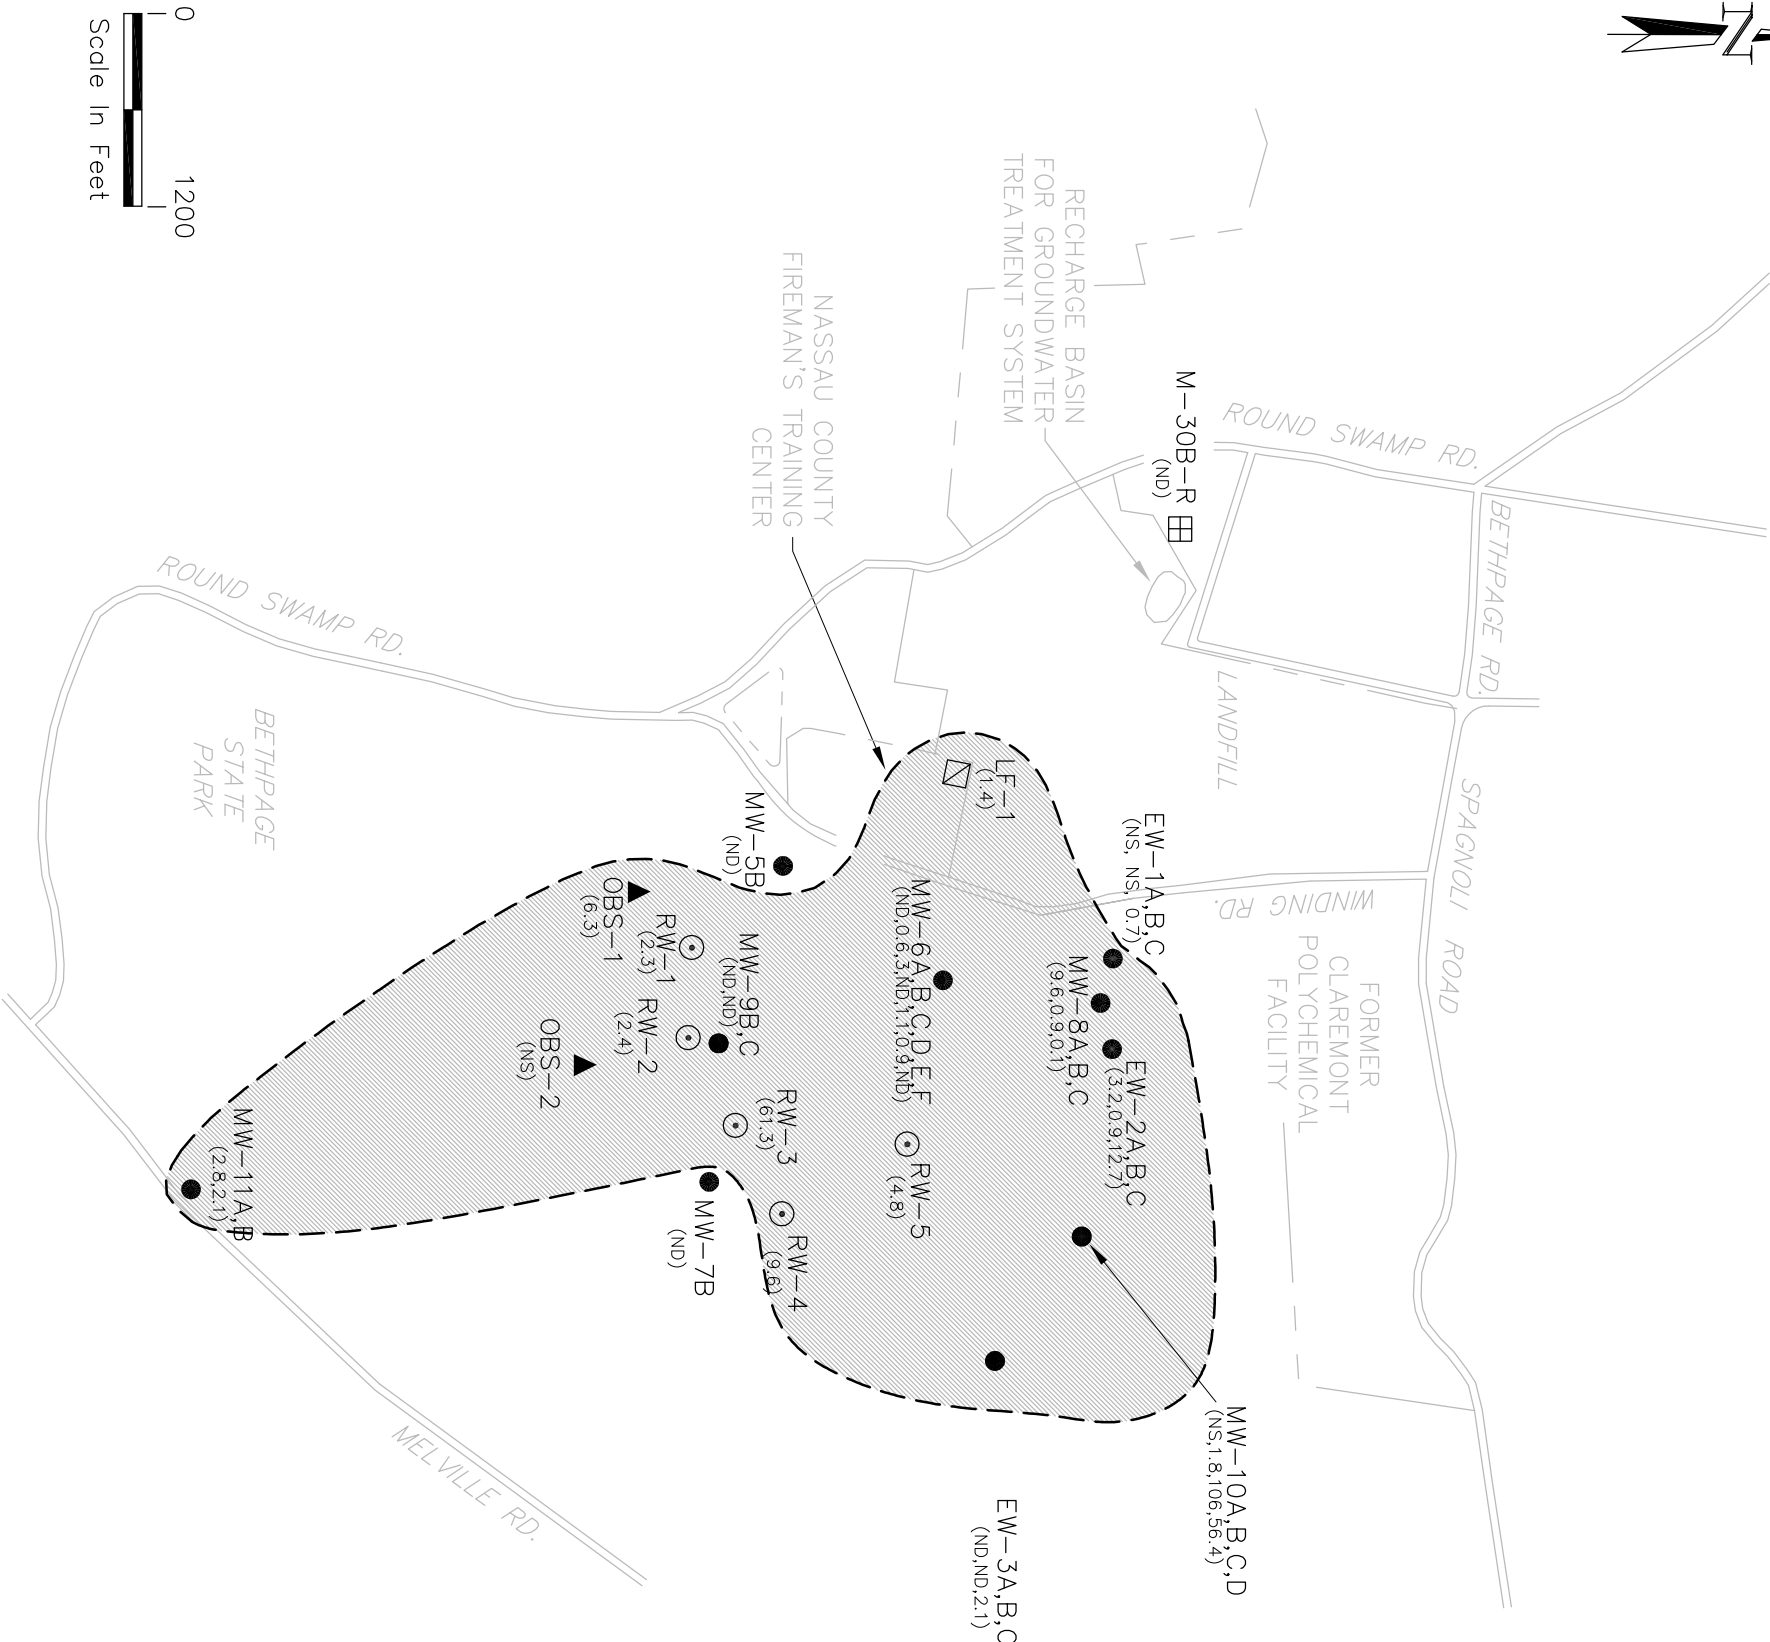 N
0
1200
Scale In Feet
RECHARGE BASIN
FOR GROUNDWATER
TREATMENT SYSTEM
NASSAU COUNTY
FIREMAN'S TRAINING
CENTER
M-30B-R
(ND)
ROUND SWAMP RD.
BETHPAGE RD.
LANDFILL
SPAGNOLI ROAD
WINDING RD.
FORMER
CLAREMONT
POLYCHEMICAL
FACILITY
ROUND SWAMP RD.
BETHPAGE
STATE
PARK
MELVILLE RD.
LF-1
(1.4)
EW-1A,B,C
(NS, NS, 0.7)
MW-8A,B,C
(9.6,0.9,0.1)
EW-2A,B,C
(3.2,0.9,12.7)
MW-6A,B,C,D,E,F
(ND,0.6,3,ND,1.1,0.9,ND)
MW-5B
(ND)
OBS-1
(6.3)
RW-1
(2.3)
MW-9B,C
(ND,ND)
RW-2
(2.4)
OBS-2
(NS)
RW-3
(61.3)
RW-5
(4.8)
MW-7B
(ND)
RW-4
(9.6)
MW-11A,B
(2.8,2.1)
MW-10A,B,C,D
(NS,1.8,106,56.4)
EW-3A,B,C
(ND,ND,2.1)